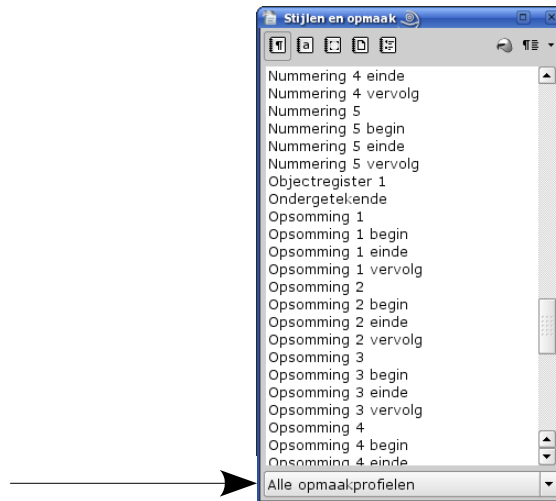 Stijlen en opmaak
Nummering 4 einde
Nummering 4 vervolg
Nummering 5
Nummering 5 begin
Nummering 5 einde
Nummering 5 vervolg
Objectregister 1
Ondergetekende
Opsomming 1
Opsomming 1 begin
Opsomming 1 einde
Opsomming 1 vervolg
Opsomming 2
Opsomming 2 begin
Opsomming 2 einde
Opsomming 2 vervolg
Opsomming 3
Opsomming 3 begin
Opsomming 3 einde
Opsomming 3 vervolg
Opsomming 4
Opsomming 4 begin
Opsomming 4 einde
Alle opmaakprofielen